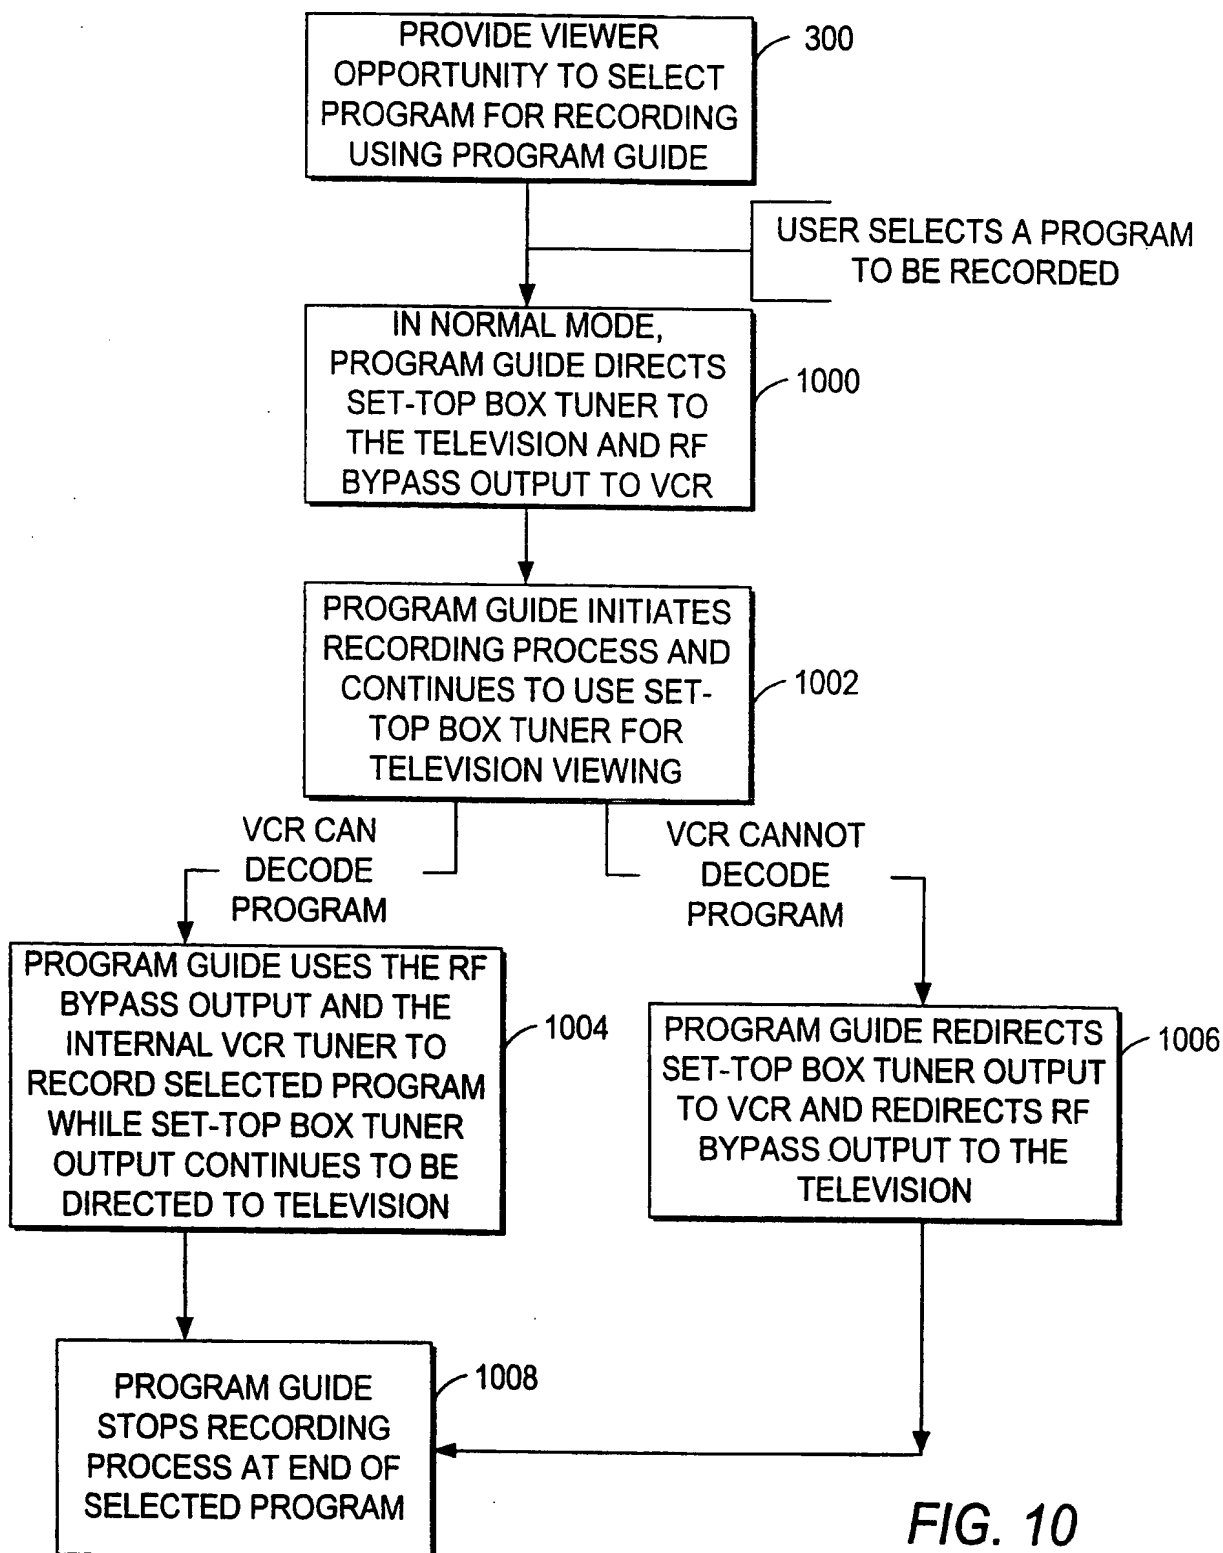 PROVIDE VIEWER
OPPORTUNITY TO SELECT
PROGRAM FOR RECORDING
USING PROGRAM GUIDE
300
USER SELECTS A PROGRAM
TO BE RECORDED
IN NORMAL MODE,
PROGRAM GUIDE DIRECTS
SET-TOP BOX TUNER TO
THE TELEVISION AND RF
BYPASS OUTPUT TO VCR
1000
PROGRAM GUIDE INITIATES
RECORDING PROCESS AND
CONTINUES TO USE SET-
TOP BOX TUNER FOR
TELEVISION VIEWING
1002
VCR CAN
DECODE
PROGRAM
VCR CANNOT
DECODE
PROGRAM
PROGRAM GUIDE USES THE RF
BYPASS OUTPUT AND THE
INTERNAL VCR TUNER TO
RECORD SELECTED PROGRAM
WHILE SET-TOP BOX TUNER
OUTPUT CONTINUES TO BE
DIRECTED TO TELEVISION
1004
PROGRAM GUIDE REDIRECTS
SET-TOP BOX TUNER OUTPUT
TO VCR AND REDIRECTS RF
BYPASS OUTPUT TO THE
TELEVISION
1006
PROGRAM GUIDE
STOPS RECORDING
PROCESS AT END OF
SELECTED PROGRAM
1008
FIG. 10